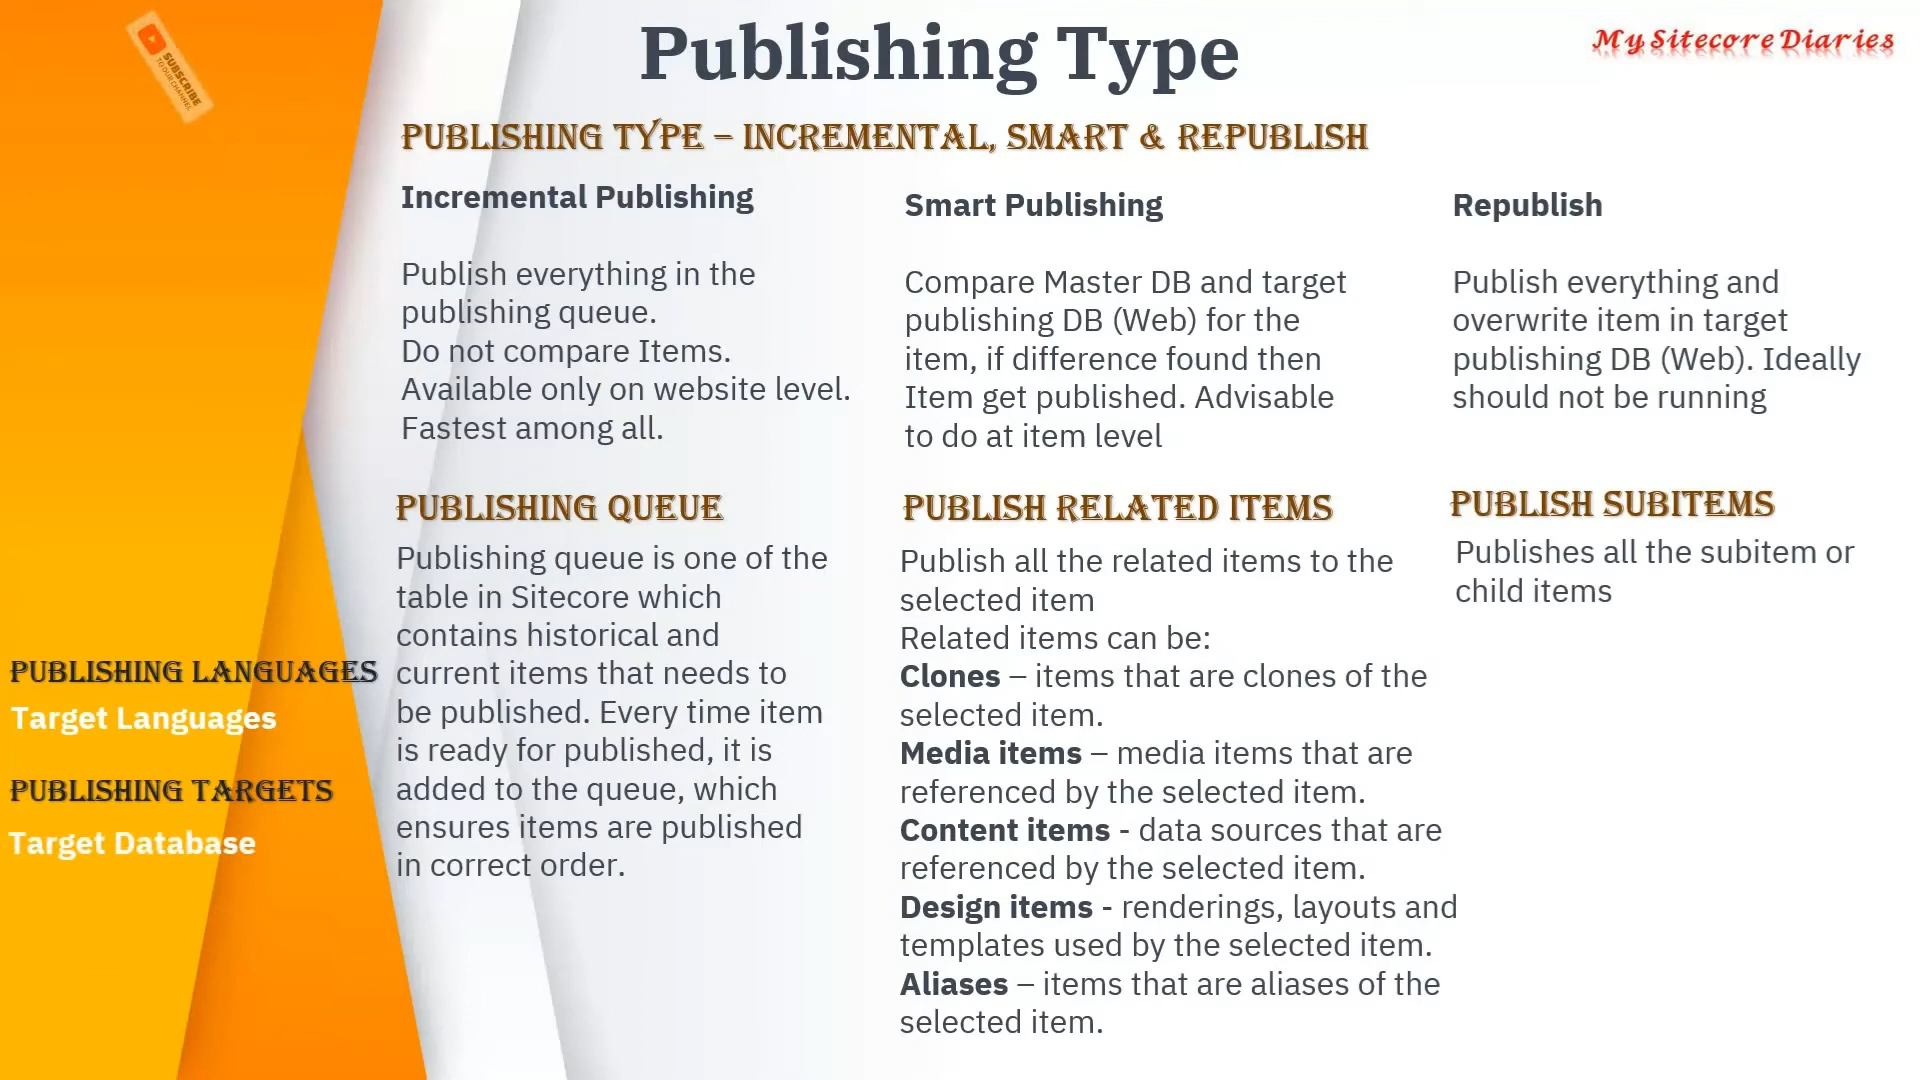 SUBSCRIBE
TO OUR CHANNEL
Publishing Type
My Sitecore Diaries
PUBLISHING TYPE – INCREMENTAL, SMART & REPUBLISH
Incremental Publishing
Publish everything in the
publishing queue.
Do not compare Items.
Available only on website level.
Fastest among all.
Smart Publishing
Compare Master DB and target
publishing DB (Web) for the
item, if difference found then
Item get published. Advisable
to do at item level
Republish
Publish everything and
overwrite item in target
publishing DB (Web). Ideally
should not be running
PUBLISHING QUEUE
Publishing queue is one of the
table in Sitecore which
contains historical and
current items that needs to
be published. Every time item
is ready for published, it is
added to the queue, which
ensures items are published
in correct order.
PUBLISH RELATED ITEMS
Publish all the related items to the
selected item
Related items can be:
Clones – items that are clones of the
selected item.
Media items – media items that are
referenced by the selected item.
Content items - data sources that are
referenced by the selected item.
Design items - renderings, layouts and
templates used by the selected item.
Aliases – items that are aliases of the
selected item.
PUBLISH SUBITEMS
Publishes all the subitem or
child items
PUBLISHING LANGUAGES
Target Languages
PUBLISHING TARGETS
Target Database